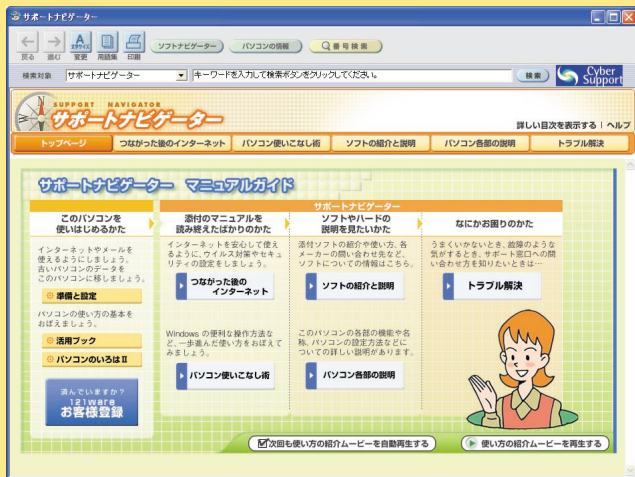 サポートナビゲーター
戻る 進む 文字サイズ 変更 用語集 印刷
ソフトナビゲーター パソコンの情報 番号検索
検索対象 サポートナビゲーター キーワードを入力して検索ボタンをクリックしてください。 検索 Cyber Support
SUPPORT NAVIGATOR
サポートナビゲーター
詳しい目次を表示する | ヘルプ
トップページ つながった後のインターネット パソコン使いこなし術 ソフトの紹介と説明 パソコン各部の説明 トラブル解決
サポートナビゲーター マニュアルガイド
サポートナビゲーター
このパソコンを
使いはじめるかた
インターネットやメールを
使えるようにしましょう。
古いパソコンのデータを
このパソコンに移しましょう。
準備と設定
パソコンの使い方の基本を
おぼえましょう。
活用ブック
パソコンのいろはⅡ
済んでいますか?
121ware
お客様登録
添付のマニュアルを
読み終えたばかりのかた
インターネットを安心して使え
るように、ウイルス対策やセキュ
リティの設定をしましょう。
つながった後の
インターネット
Windows の便利な操作方法な
ど、一歩進んだ使い方をおぼえて
みましょう。
パソコン使いこなし術
ソフトやハードの
説明を見たいかた
添付ソフトの紹介や使い方、各
メーカーの問い合わせ先など、
ソフトについての情報はこちら。
ソフトの紹介と説明
このパソコンの各部の機能や名
称、パソコンの設定方法などに
ついての詳しい説明があります。
パソコン各部の説明
なにかお困りのかた
うまくいかないとき、故障のような
気がするとき、サポート窓口への問
い合わせ方を知りたいときは…
トラブル解決
次回も使い方の紹介ムービーを自動再生する
使い方の紹介ムービーを再生する